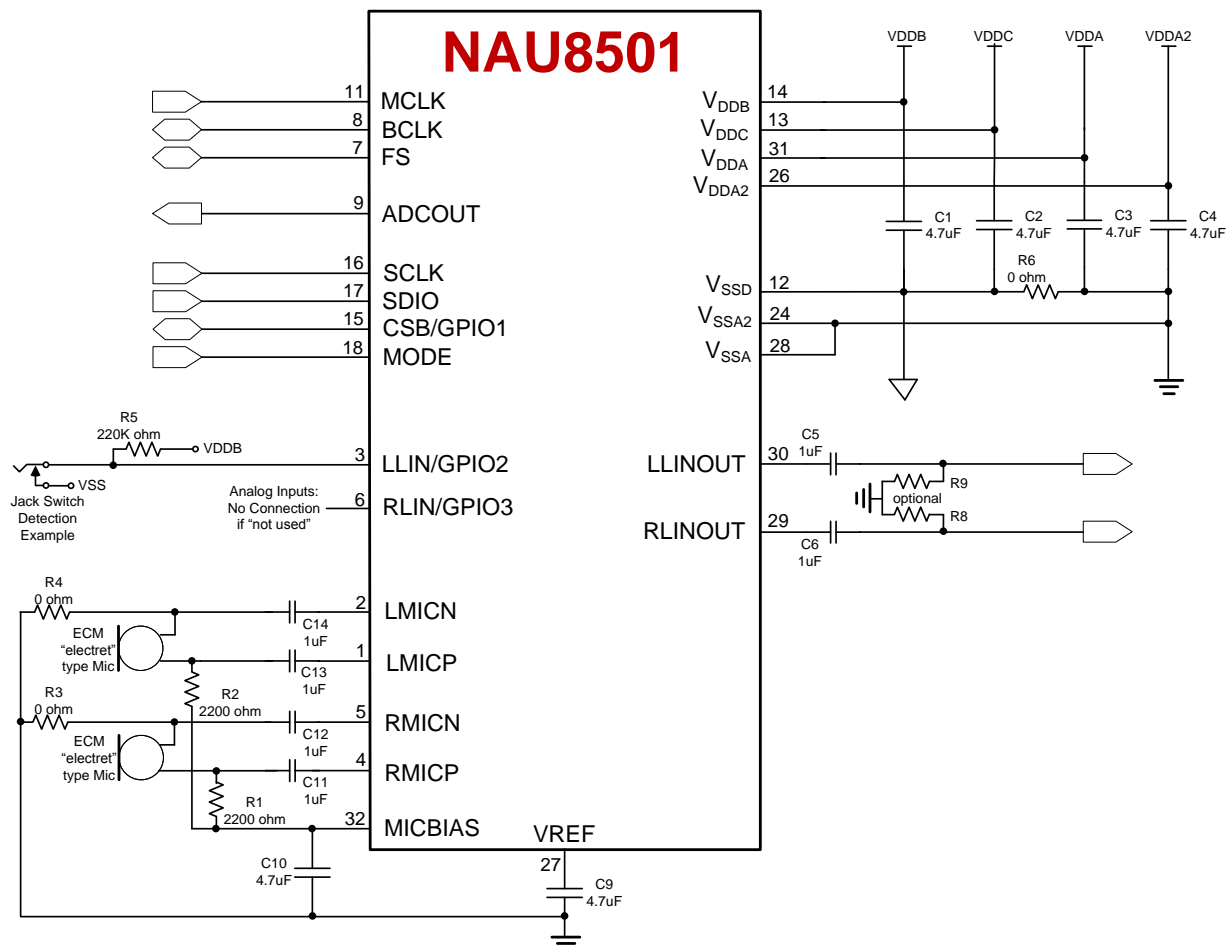 NAU8501
VDDB
VDDC
VDDA
VDDA2
11
MCLK
8
BCLK
7
FS
9
ADCOUT
16
SCLK
17
SDIO
15
CSB/GPIO1
18
MODE
14
VDDB
13
VDDC
31
VDDA
26
VDDA2
C1
4.7uF
C2
4.7uF
C3
4.7uF
C4
4.7uF
R6
0 ohm
12
VSSD
24
VSSA2
28
VSSA
R5
220K ohm
VDDB
3
LLIN/GPIO2
VSS
Jack Switch
Detection
Example
Analog Inputs:
No Connection
if “not used”
6
RLIN/GPIO3
C5
1uF
30
LLINOUT
R9
optional
R8
29
RLINOUT
C6
1uF
R4
0 ohm
2
LMICN
C14
1uF
ECM
“electret”
type Mic
1
LMICP
C13
1uF
R3
0 ohm
R2
2200 ohm
5
RMICN
C12
1uF
ECM
“electret”
type Mic
4
RMICP
C11
1uF
R1
2200 ohm
32
MICBIAS
VREF
27
C10
4.7uF
C9
4.7uF